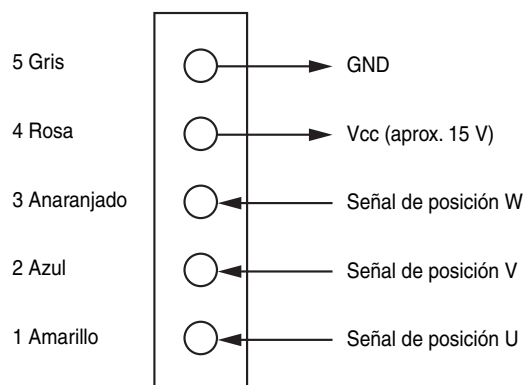 5 Gris GND
4 Rosa Vcc (aprox. 15 V)
3 Anaranjado Señal de posición W
2 Azul Señal de posición V
1 Amarillo Señal de posición U